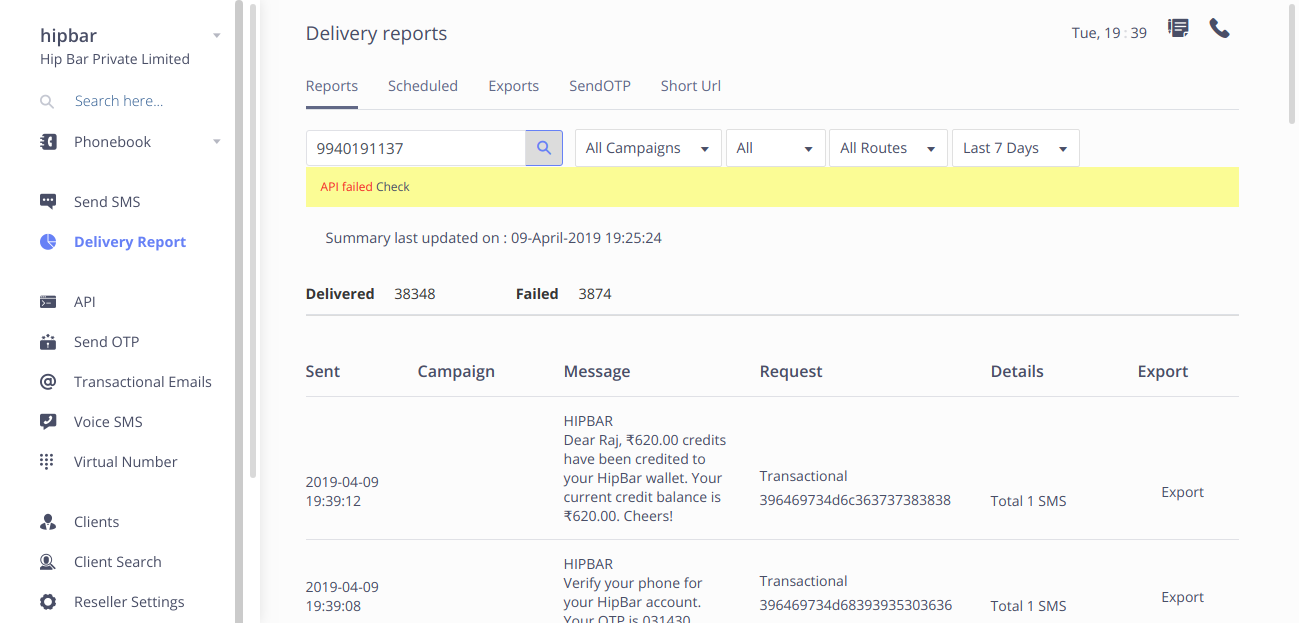 hipbar
Hip Bar Private Limited
Search here...
Phonebook
Send SMS
Delivery Report
API
Send OTP
Transactional Emails
Voice SMS
Virtual Number
Clients
Client Search
Reseller Settings
Delivery reports
Tue, 19 : 39
Reports Scheduled Exports SendOTP Short Url
9940191137 All Campaigns All All Routes Last 7 Days
API failed Check
Summary last updated on : 09-April-2019 19:25:24
Delivered 38348 Failed 3874
Sent Campaign Message Request Details Export
2019-04-09
19:39:12
HIPBAR
Dear Raj, ₹620.00 credits
have been credited to
your HipBar wallet. Your
current credit balance is
₹620.00. Cheers!
Transactional
396469734d6c363737383838
Total 1 SMS
Export
2019-04-09
19:39:08
HIPBAR
Verify your phone for
your HipBar account.
Your OTP is 031430
Transactional
396469734d68393935303636
Total 1 SMS
Export